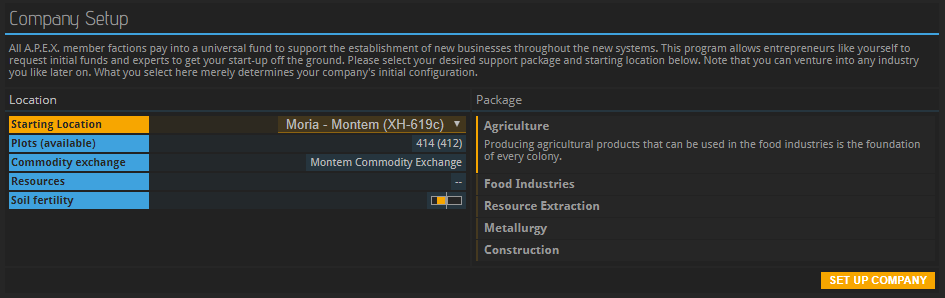 Company Setup
All A.P.E.X. member factions pay into a universal fund to support the establishment of new businesses throughout the new systems. This program allows entrepreneurs like yourself to
request initial funds and experts to get your start-up off the ground. Please select your desired support package and starting location below. Note that you can venture into any industry
you like later on. What you select here merely determines your company's initial configuration.
Location
Starting Location Moria - Montem (XH-619c)
Plots (available) 414 (412)
Commodity exchange Montem Commodity Exchange
Resources --
Soil fertility
Package
Agriculture
Producing agricultural products that can be used in the food industries is the foundation
of every colony.
Food Industries
Resource Extraction
Metallurgy
Construction
SET UP COMPANY